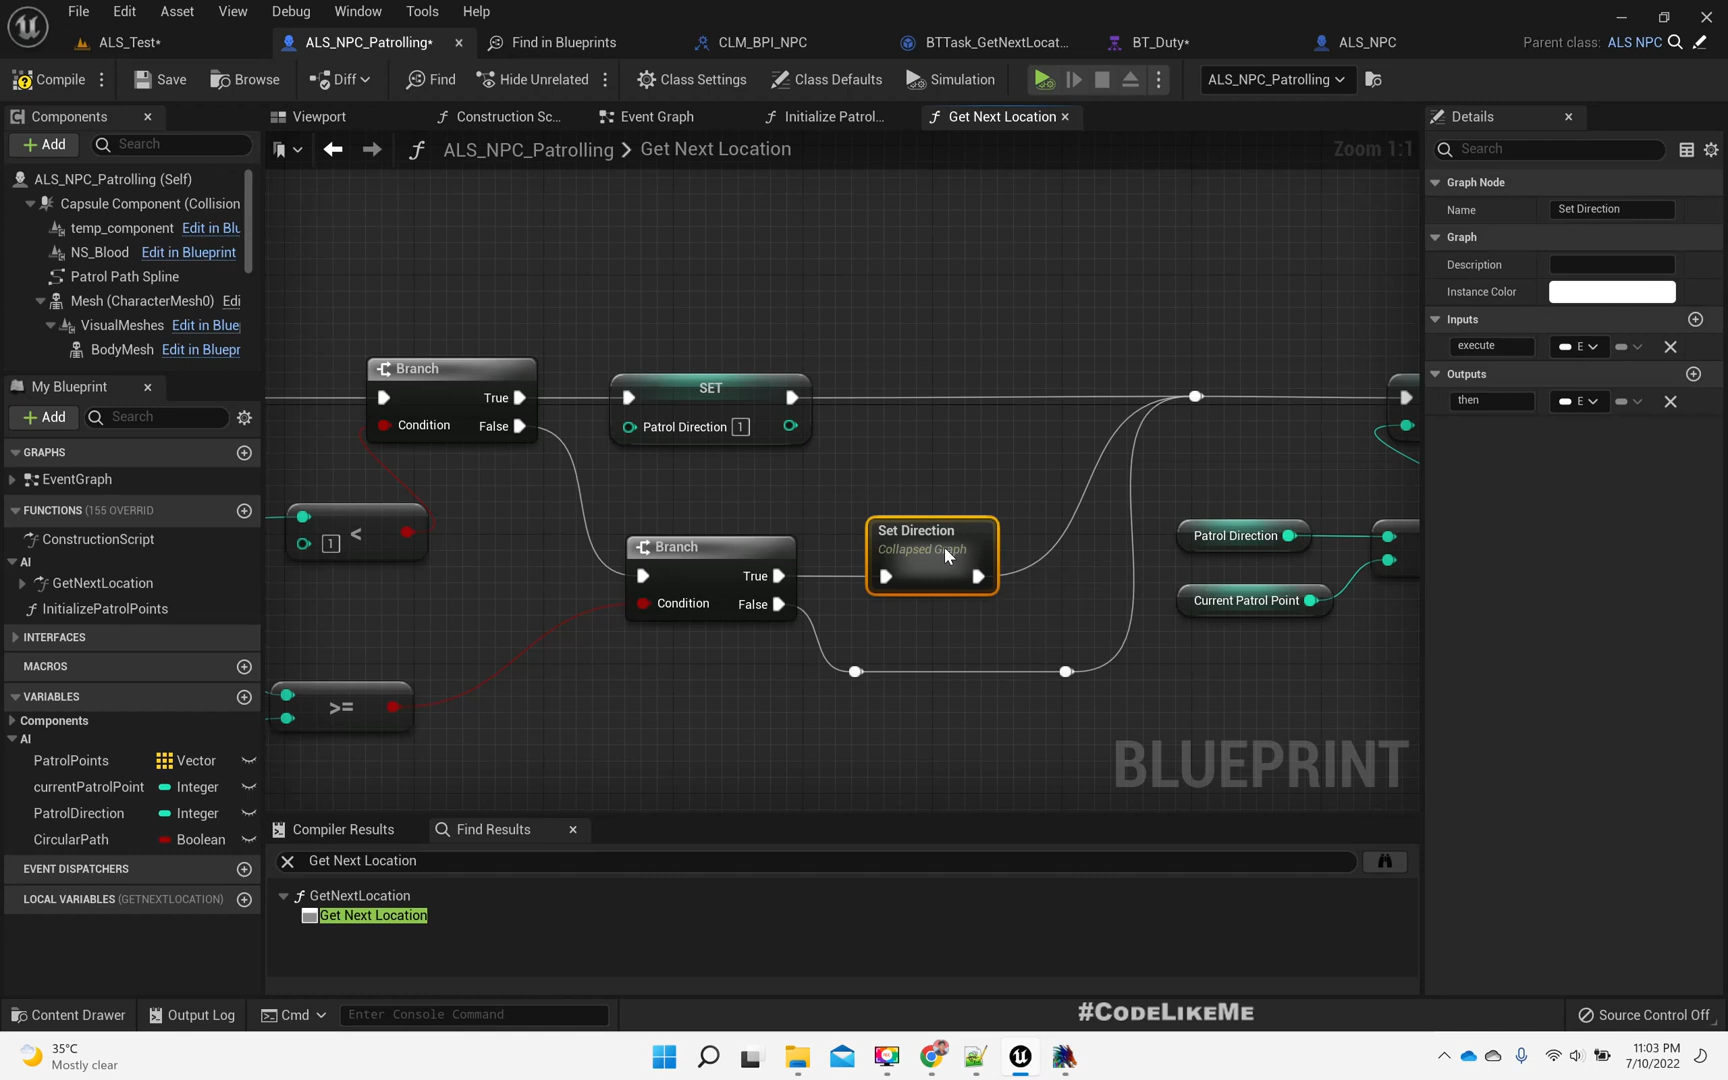 File Edit Asset View Debug Window Tools Help
ALS_Test* ALS_NPC_Patrolling* Find in Blueprints CLM_BPI_NPC BTTask_GetNextLocat... BT_Duty* ALS_NPC Parent class: ALS NPC
Compile Save Browse Diff Find Hide Unrelated Class Settings Class Defaults Simulation ALS_NPC_Patrolling
Components
Viewport Construction Sc... Event Graph Initialize Patrol... Get Next Location
Details
Add Search
ALS_NPC_Patrolling > Get Next Location Zoom 1:1
Search
ALS_NPC_Patrolling (Self)
Capsule Component (Collision
temp_component Edit in Blu
NS_Blood Edit in Blueprint
Patrol Path Spline
Mesh (CharacterMesh0) Edi
VisualMeshes Edit in Blue
BodyMesh Edit in Bluepr
My Blueprint
Add Search
GRAPHS
EventGraph
FUNCTIONS (155 OVERRID
ConstructionScript
AI
GetNextLocation
InitializePatrolPoints
INTERFACES
MACROS
VARIABLES
Components
AI
PatrolPoints Vector
currentPatrolPoint Integer
PatrolDirection Integer
CircularPath Boolean
EVENT DISPATCHERS
LOCAL VARIABLES (GETNEXTLOCATION)
Branch
True
Condition False
SET
Patrol Direction 1
1 <
Branch
True
Condition False
Set Direction
Collapsed Graph
Patrol Direction
Current Patrol Point
>=
BLUEPRINT
Graph Node
Name Set Direction
Graph
Description
Instance Color
Inputs
execute E
Outputs
then E
Compiler Results Find Results
Get Next Location
GetNextLocation
Get Next Location
Content Drawer Output Log Cmd Enter Console Command #CODELIKEME Source Control Off
35°C
Mostly clear
11:03 PM
7/10/2022